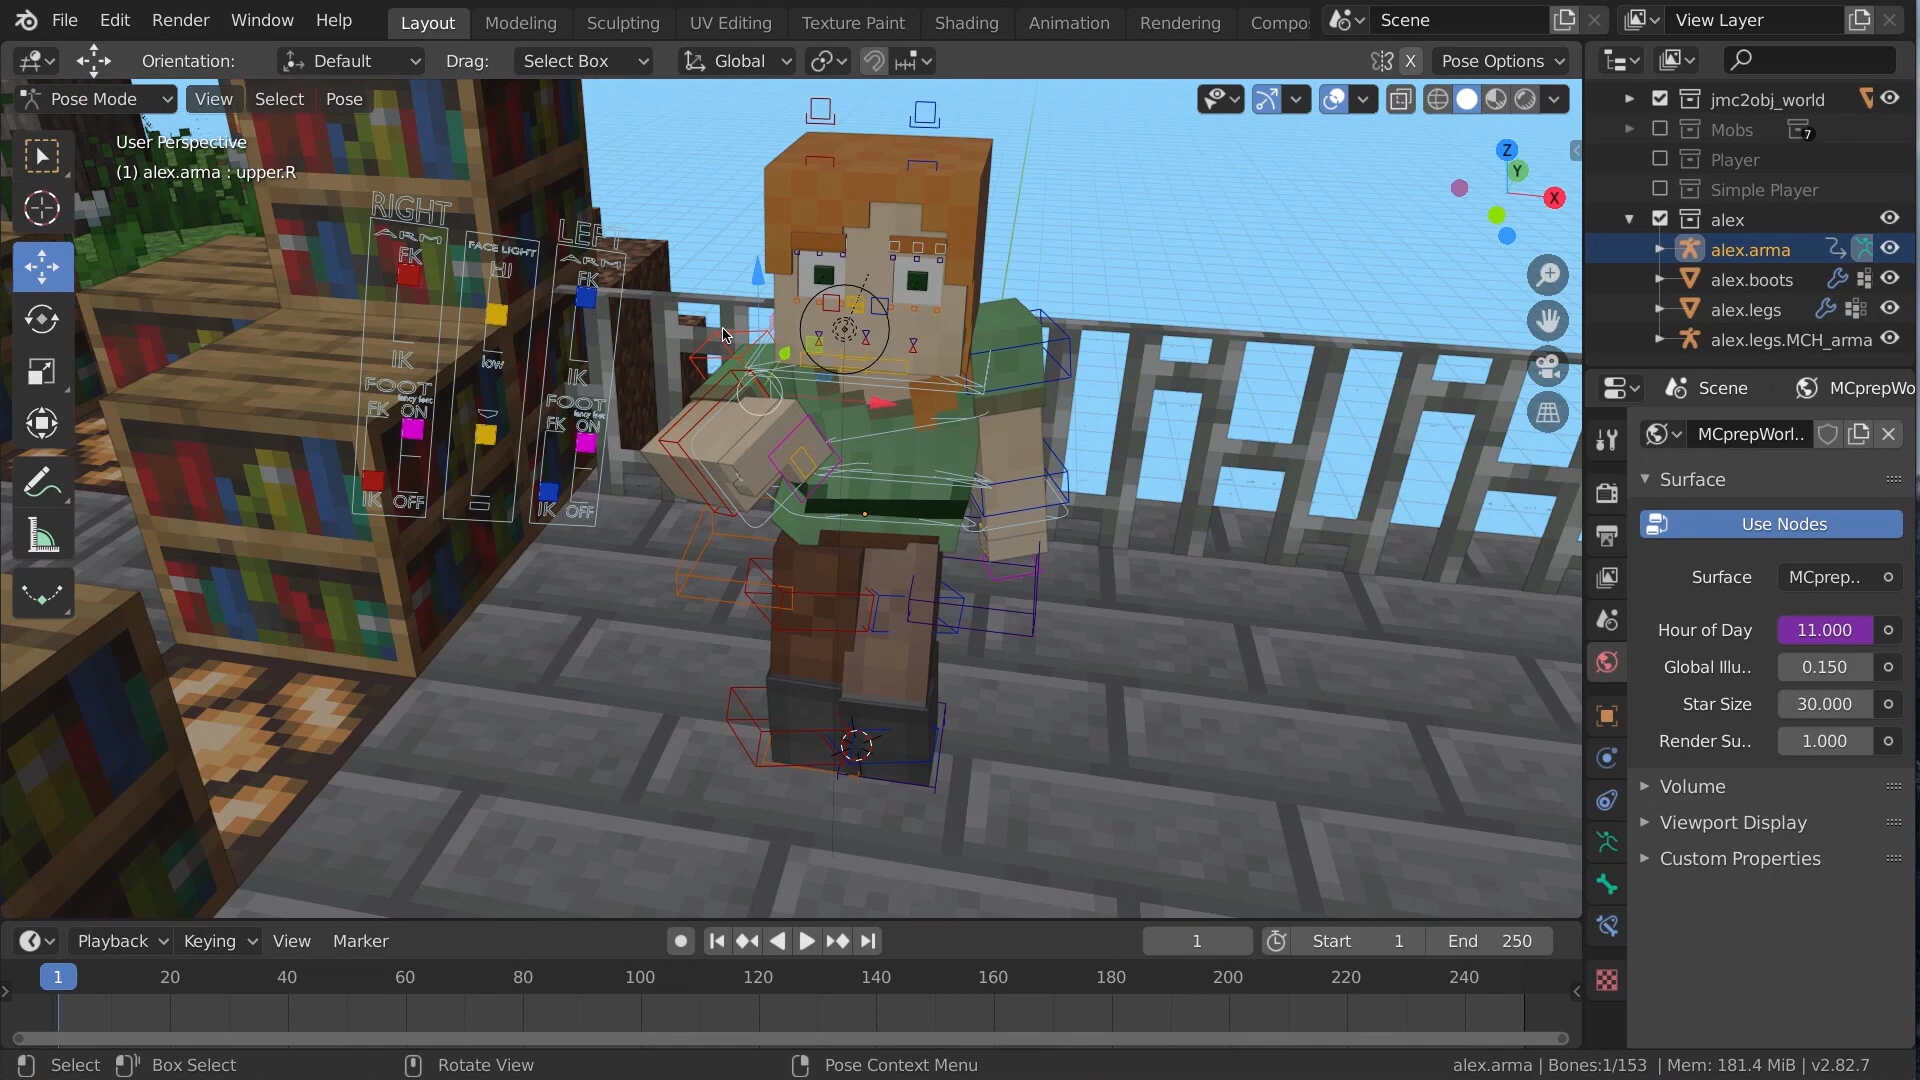 File Edit Render Window Help Layout Modeling Sculpting UV Editing Texture Paint Shading Animation Rendering Compo Scene View Layer
Orientation: Default Drag: Select Box Global X Pose Options
Pose Mode View Select Pose
User Perspective
(1) alex.arma : upper.R
RIGHT
ARM
FK
IK
FOOT
FK ON
IK OFF
FACE LIGHT
HI
low
LEFT
ARM
FK
IK
FOOT
fancy feet
FK ON
IK OFF
Z
Y
X
jmc2obj_world
Mobs 7
Player
Simple Player
alex
alex.arma
alex.boots
alex.legs
alex.legs.MCH_arma
Scene MCprepWo
MCprepWorl..
Surface
Use Nodes
Surface MCprep..
Hour of Day 11.000
Global Illu.. 0.150
Star Size 30.000
Render Su.. 1.000
Volume
Viewport Display
Custom Properties
Playback Keying View Marker 1 Start 1 End 250
1 20 40 60 80 100 120 140 160 180 200 220 240
Select Box Select Rotate View Pose Context Menu alex.arma | Bones:1/153 | Mem: 181.4 MiB | v2.82.7